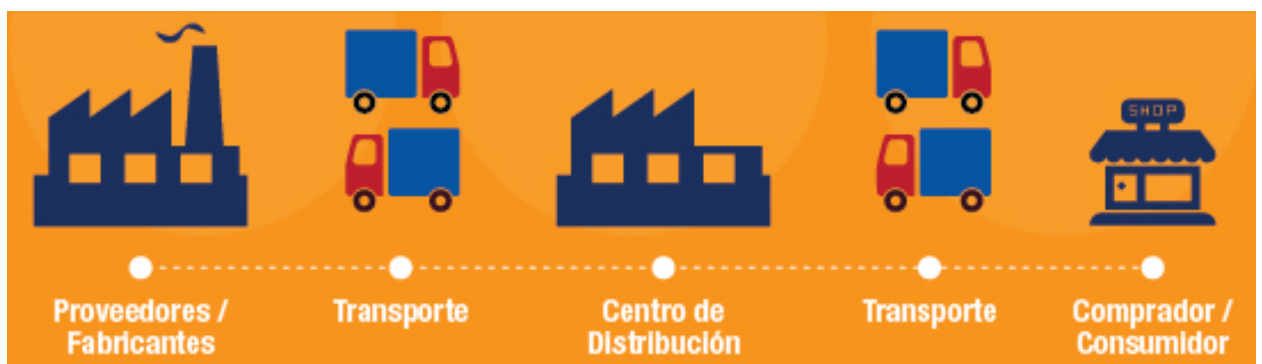 SHOP
Proveedores /
Fabricantes
Transporte
Centro de
Distribución
Transporte
Comprador /
Consumidor